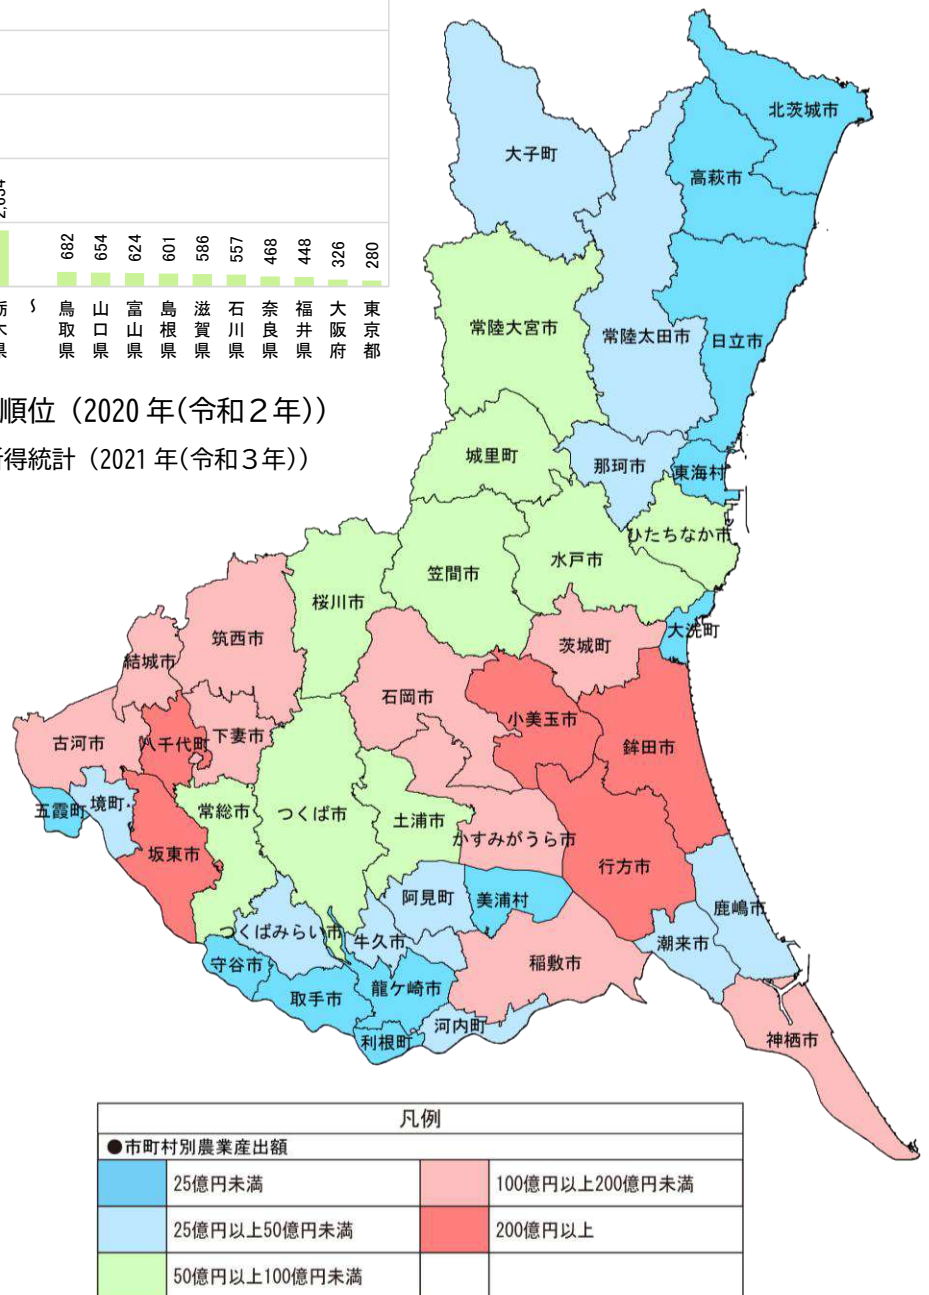 2,834
682
654
624
601
586
557
468
448
326
280
栃木県
〜
鳥取県
山口県
富山県
島根県
滋賀県
石川県
奈良県
福井県
大阪府
東京都
順位（2020年(令和２年)）
得統計（2021年(令和３年)）
北茨城市
大子町
高萩市
常陸大宮市
常陸太田市
日立市
城里町
那珂市
東海村
ひたちなか市
水戸市
笠間市
桜川市
筑西市
大洗町
茨城町
結城市
石岡市
小美玉市
下妻市
古河市
八千代町
鉾田市
五霞町
境町
常総市
つくば市
土浦市
かすみがうら市
坂東市
行方市
阿見町
美浦村
鹿嶋市
つくばみらい市
牛久市
潮来市
守谷市
稲敷市
龍ケ崎市
取手市
河内町
利根町
神栖市
凡例
●市町村別農業産出額
25億円未満
100億円以上200億円未満
25億円以上50億円未満
200億円以上
50億円以上100億円未満